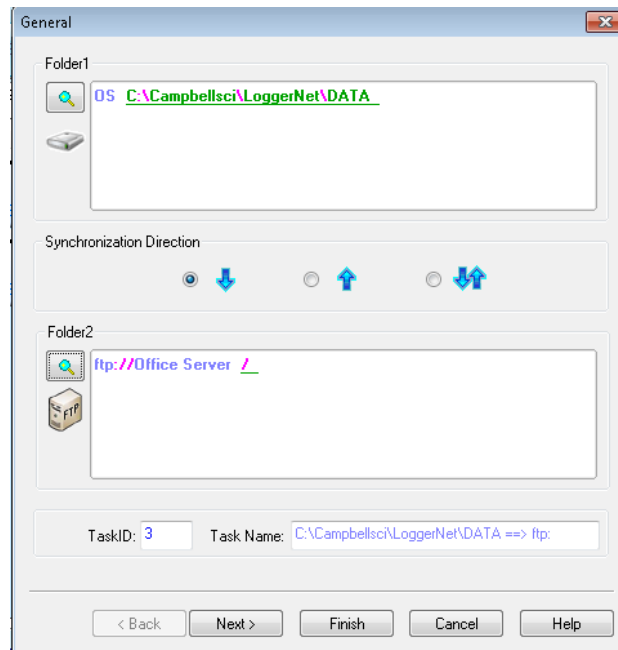 General
Folder1
OS C:\Campbellsci\LoggerNet\DATA
Synchronization Direction
Folder2
ftp://Office Server /
FTP
TaskID: 3 Task Name: C:\Campbellsci\LoggerNet\DATA ==> ftp:
< Back Next > Finish Cancel Help